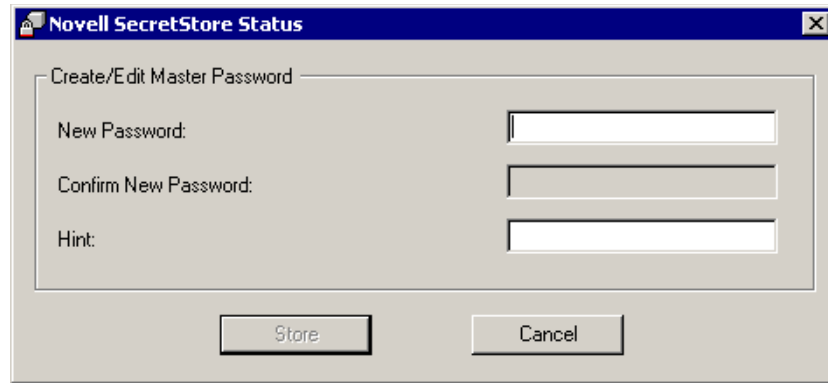 Novell SecretStore Status
Create/Edit Master Password
New Password:
Confirm New Password:
Hint:
Store
Cancel